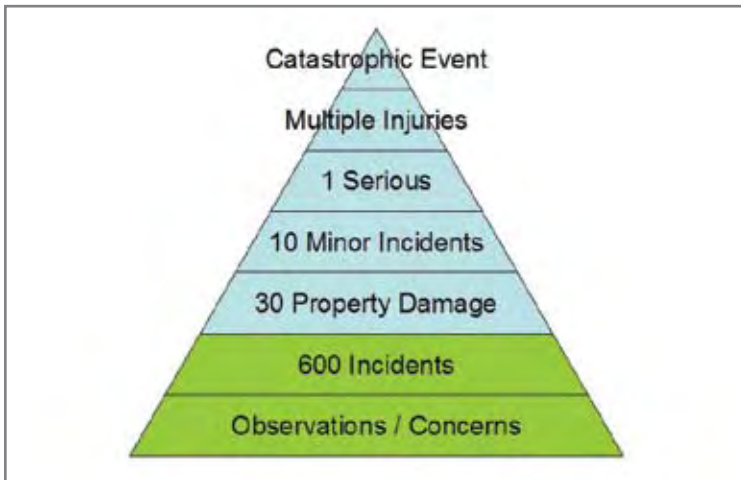 Catastrophic Event
Multiple Injuries
1 Serious
10 Minor Incidents
30 Property Damage
600 Incidents
Observations / Concerns